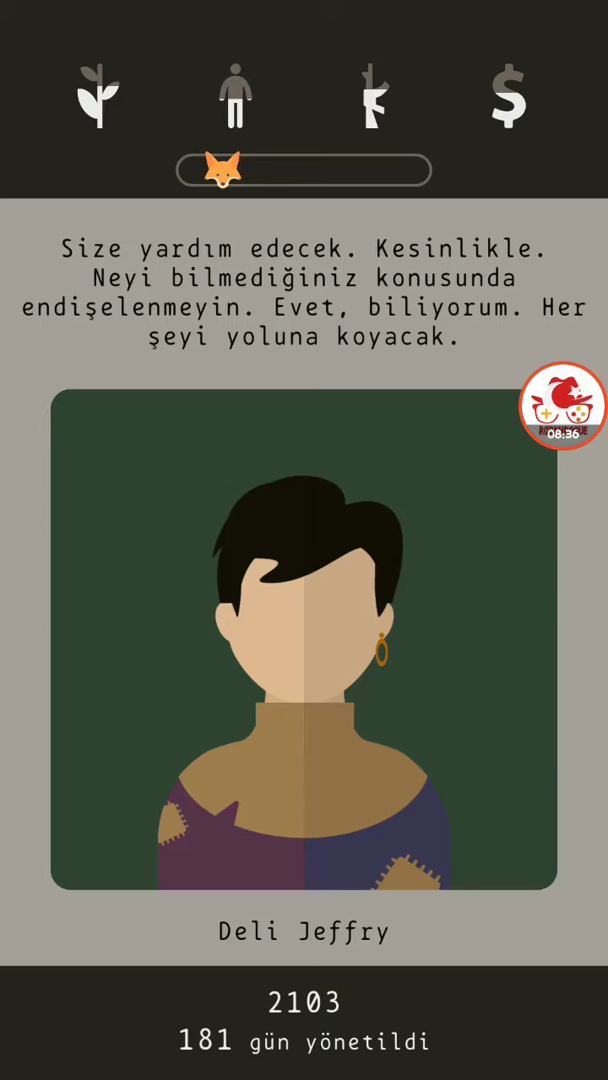 Size yardım edecek. Kesinlikle.
Neyi bilmediğiniz konusunda
endişelenmeyin. Evet, biliyorum. Her
şeyi yoluna koyacak.
08:36
Deli Jeffry
2103
181 gün yönetildi